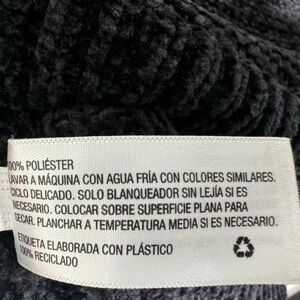 00% POLIÉSTER
LAVAR A MÁQUINA CON AGUA FRÍA CON COLORES SIMILARES.
CICLO DELICADO. SOLO BLANQUEADOR SIN LEJÍA SI ES
NECESARIO. COLOCAR SOBRE SUPERFICIE PLANA PARA
SECAR. PLANCHAR A TEMPERATURA MEDIA SI ES NECESARIO.
ETIQUETA ELABORADA CON PLÁSTICO
100% RECICLADO